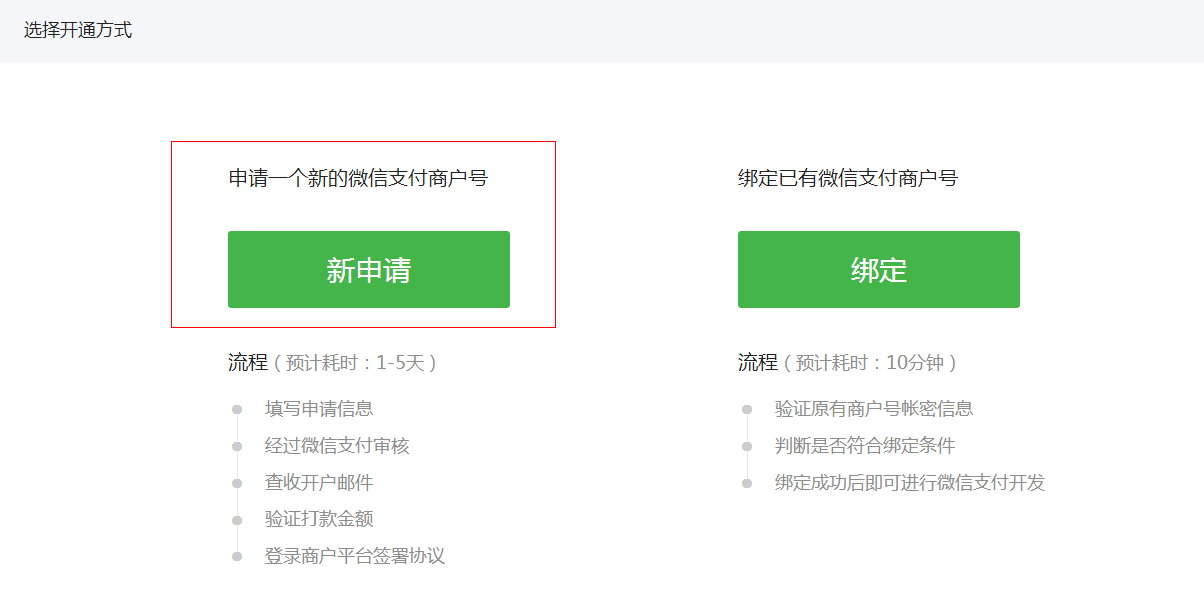 选择开通方式
申请一个新的微信支付商户号
新申请
流程（预计耗时：1-5天）
填写申请信息
经过微信支付审核
查收开户邮件
验证打款金额
登录商户平台签署协议
绑定已有微信支付商户号
绑定
流程（预计耗时：10分钟）
验证原有商户号帐密信息
判断是否符合绑定条件
绑定成功后即可进行微信支付开发